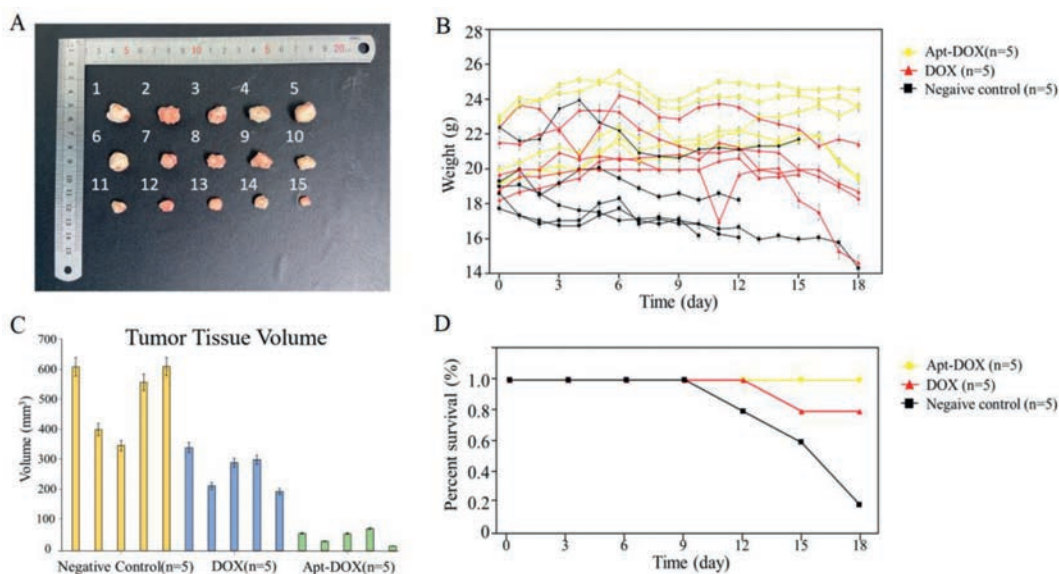 A
5 10 5 20
1 2 3 4 5
6 7 8 9 10
11 12 13 14 15
B
28
26
24
22
20
18
16
14
Weight (g)
0 3 6 9 12 15 18
Time (day)
Apt-DOX(n=5)
DOX (n=5)
Negaive control (n=5)
C
Tumor Tissue Volume
700
600
500
400
300
200
100
0
Volume (mm³)
Negative Control(n=5) DOX(n=5) Apt-DOX(n=5)
D
1.0
0.8
0.6
0.4
0.2
0
Percent survival (%)
0 3 6 9 12 15 18
Time (day)
Apt-DOX (n=5)
DOX (n=5)
Negaive control (n=5)